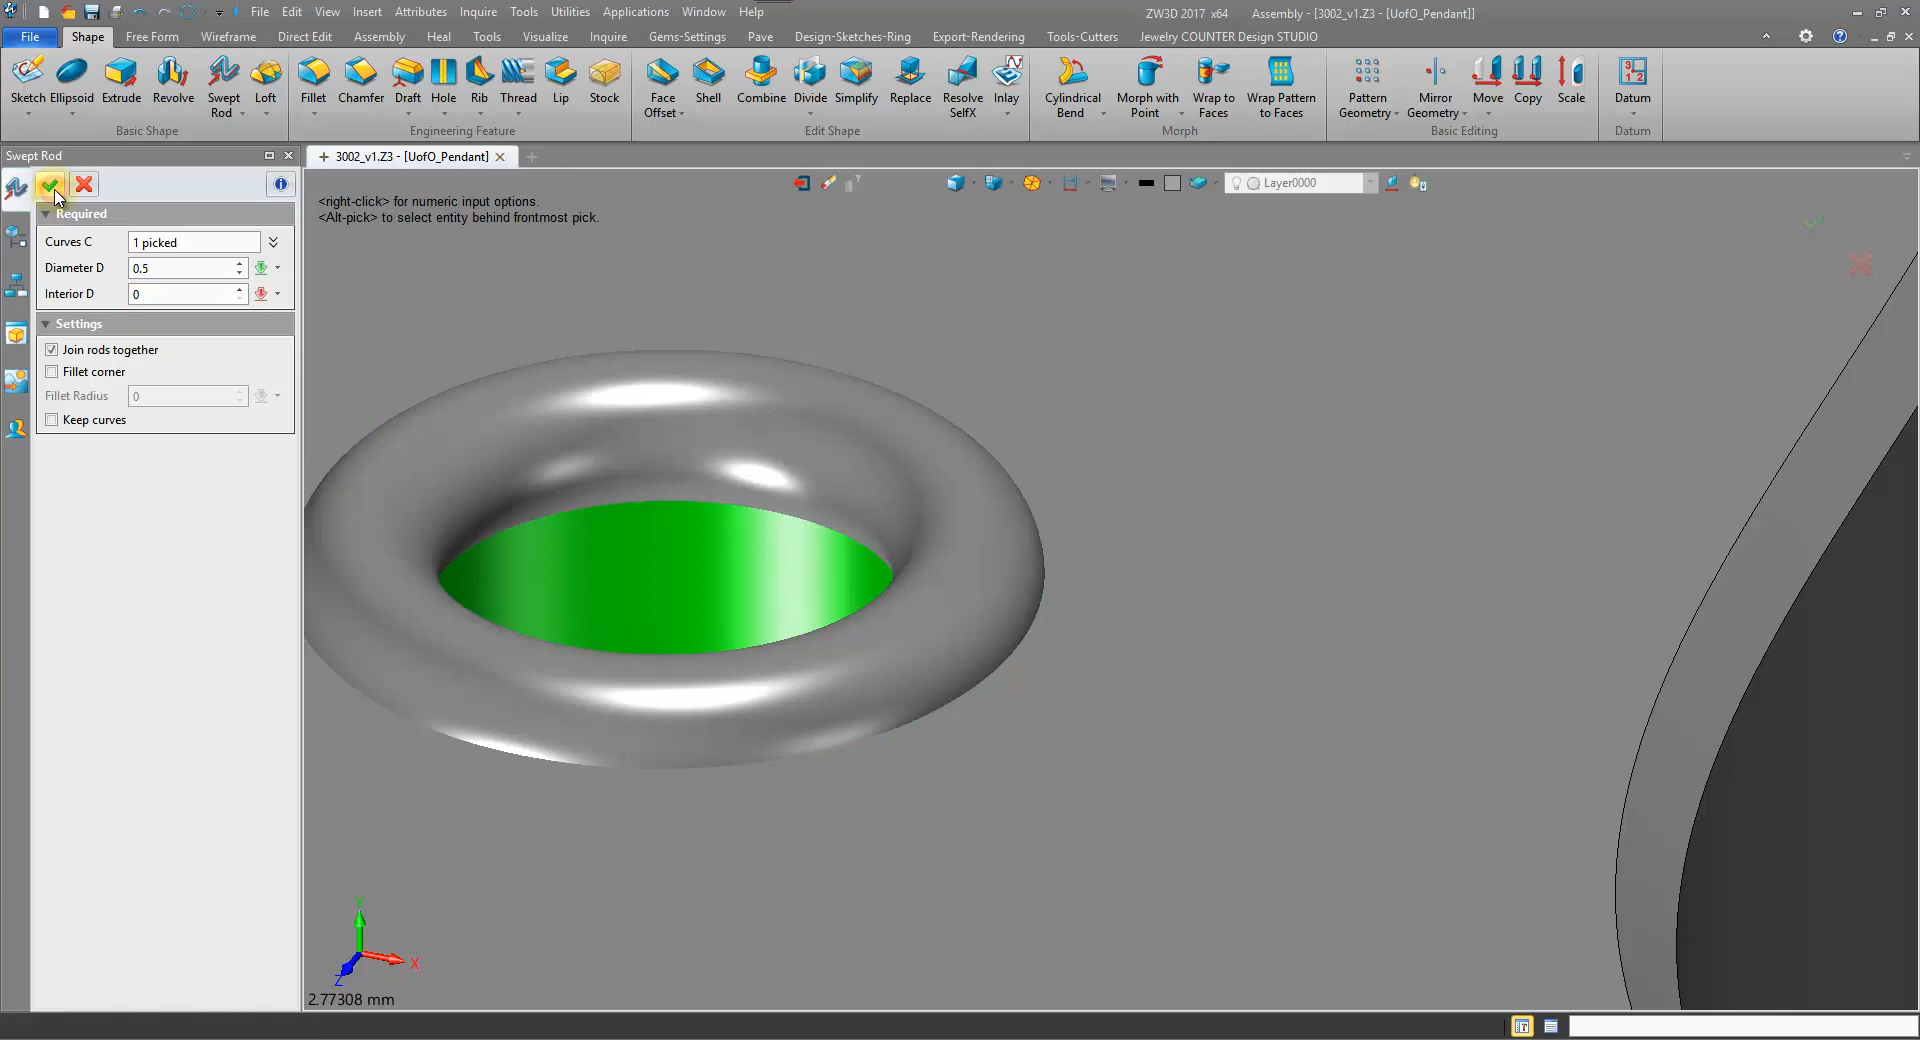 File Edit View Insert Attributes Inquire Tools Utilities Applications Window Help
ZW3D 2017 x64 Assembly - [3002_v1.Z3 - [UofO_Pendant]]
File Shape Free Form Wireframe Direct Edit Assembly Heal Tools Visualize Inquire Gems-Settings Pave Design-Sketches-Ring Export-Rendering Tools-Cutters Jewelry COUNTER Design STUDIO
Sketch Ellipsoid Extrude Revolve Swept Rod Loft
Fillet Chamfer Draft Hole Rib Thread Lip Stock
Face Offset Shell Combine Divide Simplify Replace Resolve SelfX Inlay
Cylindrical Bend Morph with Point Wrap to Faces Wrap Pattern to Faces
Pattern Geometry Mirror Geometry Move Copy Scale
3 1 2
Datum
Basic Shape Engineering Feature Edit Shape Morph Basic Editing Datum
Swept Rod
3002_v1.Z3 - [UofO_Pendant]
Layer0000
<right-click> for numeric input options.
<Alt-pick> to select entity behind frontmost pick.
Required
Curves C 1 picked
Diameter D 0.5
Interior D 0
Settings
Join rods together
Fillet corner
Fillet Radius 0
Keep curves
Y
X
Z
2.77308 mm